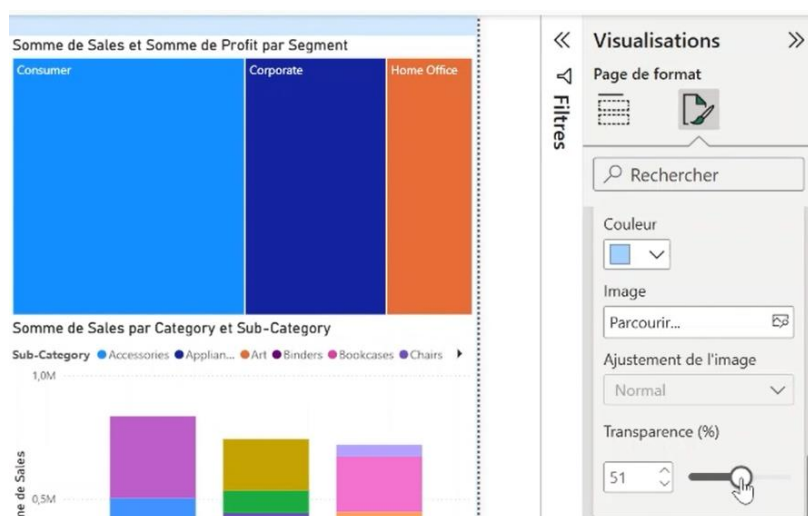 Somme de Sales et Somme de Profit par Segment
Consumer
Corporate
Home Office
Somme de Sales par Category et Sub-Category
Sub-Category Accessories Applian... Art Binders Bookcases Chairs
1,0M
0,5M
ne de Sales
Filtres
Visualisations
Page de format
Rechercher
Couleur
Image
Parcourir...
Ajustement de l'image
Normal
Transparence (%)
51